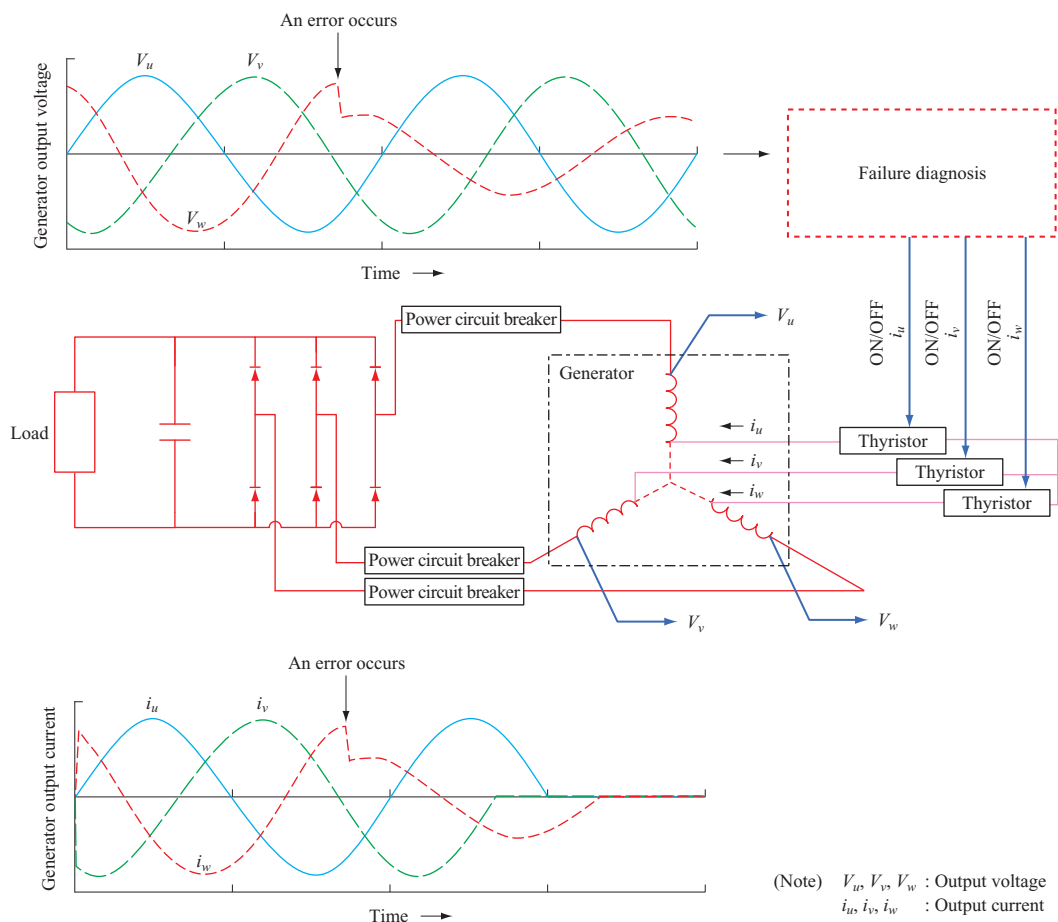 An error occurs
Generator output voltage
Vu
Vv
Vw
Time
Failure diagnosis
ON/OFF
iu
ON/OFF
iv
ON/OFF
iw
Power circuit breaker
Vu
Generator
Load
iu
iv
iw
Thyristor
Thyristor
Thyristor
Power circuit breaker
Power circuit breaker
Vv
Vw
An error occurs
Generator output current
iu
iv
iw
Time
(Note) Vu, Vv, Vw : Output voltage
iu, iv, iw : Output current